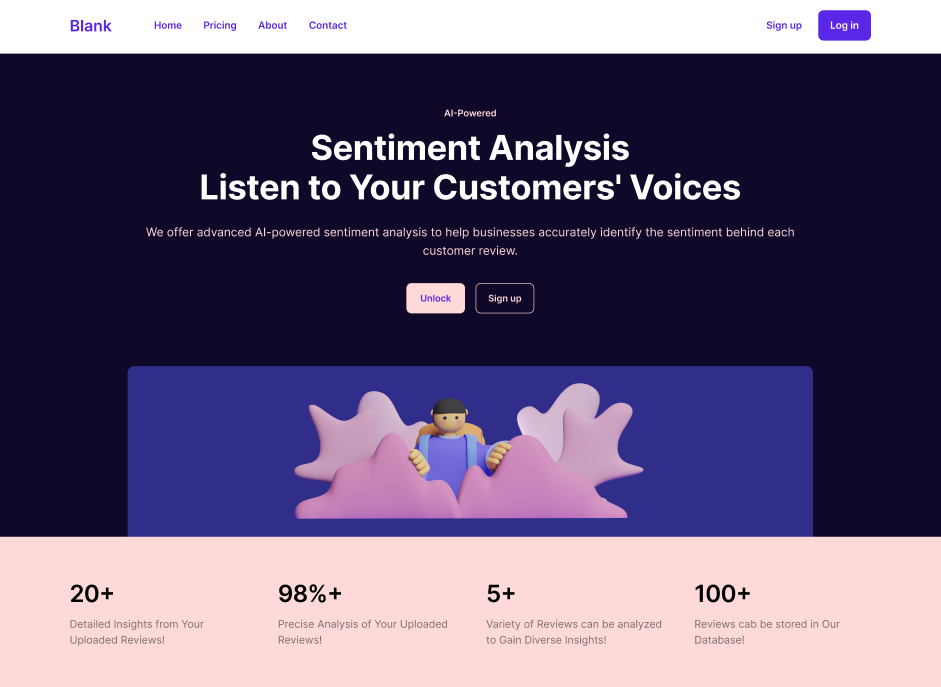 Blank
Home
Pricing
About
Contact
Sign up
Log in
AI-Powered
Sentiment Analysis
Listen to Your Customers' Voices
We offer advanced AI-powered sentiment analysis to help businesses accurately identify the sentiment behind each
customer review.
Unlock
Sign up
20+
Detailed Insights from Your
Uploaded Reviews!
98%+
Precise Analysis of Your Uploaded
Reviews!
5+
Variety of Reviews can be analyzed
to Gain Diverse Insights!
100+
Reviews cab be stored in Our
Database!